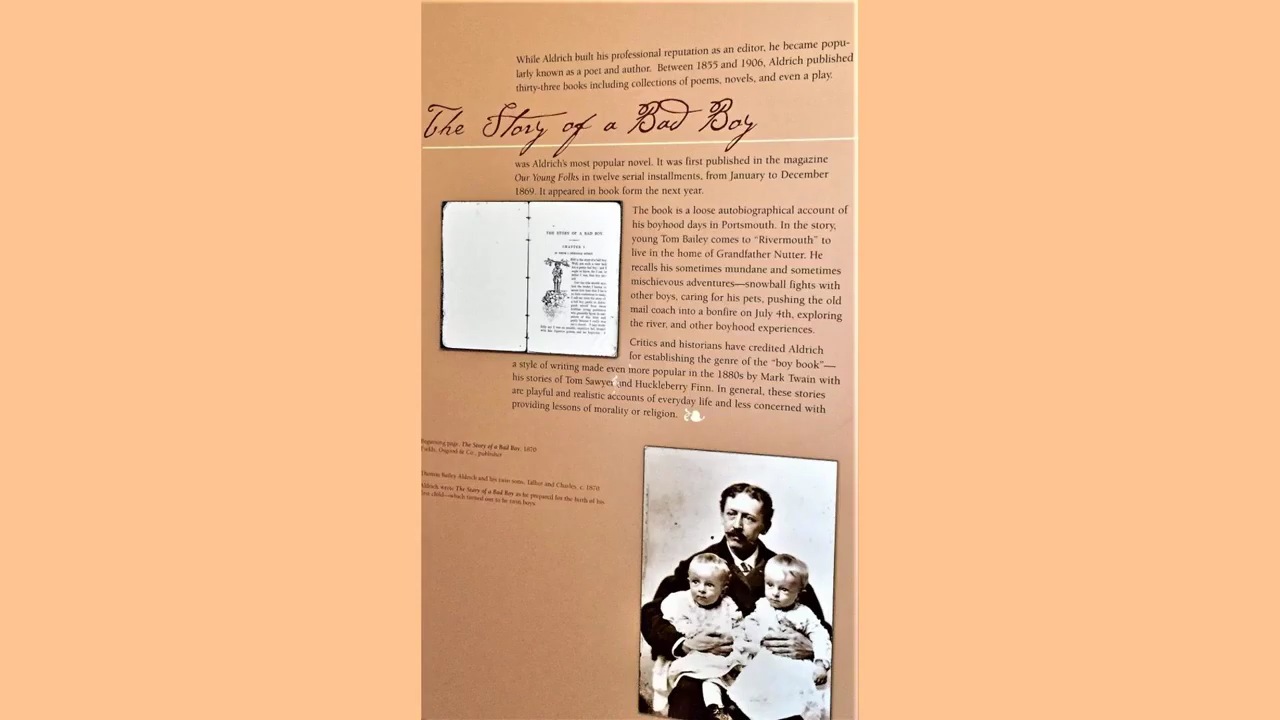 While Aldrich built his professional reputation as an editor, he became popu-
larly known as a poet and author. Between 1855 and 1906, Aldrich published
thirty-three books including collections of poems, novels, and even a play.
The Story of a Bad Boy
was Aldrich's most popular novel. It was first published in the magazine
Our Young Folks in twelve serial installments, from January to December
1869. It appeared in book form the next year.
The book is a loose autobiographical account of
his boyhood days in Portsmouth. In the story,
young Tom Bailey comes to "Rivermouth" to
live in the home of Grandfather Nutter. He
recalls his sometimes mundane and sometimes
mischievous adventures—snowball fights with
other boys, caring for his pets, pushing the old
mail coach into a bonfire on July 4th, exploring
the river, and other boyhood experiences.
Critics and historians have credited Aldrich
for establishing the genre of the "boy book"—
a style of writing made even more popular in the 1880s by Mark Twain with
his stories of Tom Sawyer and Huckleberry Finn. In general, these stories
are playful and realistic accounts of everyday life and less concerned with
providing lessons of morality or religion.
THE STORY OF A BAD BOY
CHAPTER I.
Beginning page, The Story of a Bad Boy, 1870
Fields, Osgood & Co., publisher
Thomas Bailey Aldrich and his twin sons, Talbot and Charles, c. 1870
Aldrich wrote The Story of a Bad Boy as he prepared for the birth of his
first child—which turned out to be twin boys.